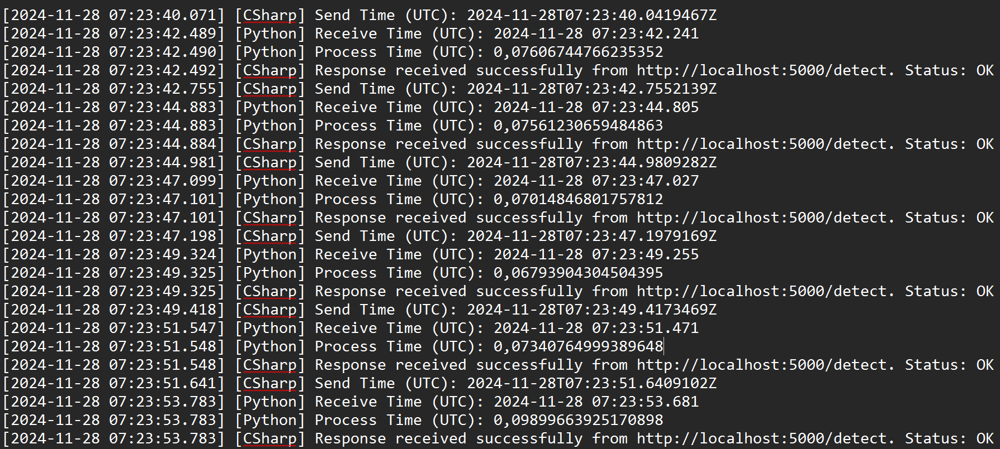 [2024-11-28 07:23:40.071] [CSharp] Send Time (UTC): 2024-11-28T07:23:40.0419467Z
[2024-11-28 07:23:42.489] [Python] Receive Time (UTC): 2024-11-28 07:23:42.241
[2024-11-28 07:23:42.490] [Python] Process Time (UTC): 0,07606744766235352
[2024-11-28 07:23:42.492] [CSharp] Response received successfully from http://localhost:5000/detect. Status: OK
[2024-11-28 07:23:42.755] [CSharp] Send Time (UTC): 2024-11-28T07:23:42.7552139Z
[2024-11-28 07:23:44.883] [Python] Receive Time (UTC): 2024-11-28 07:23:44.805
[2024-11-28 07:23:44.883] [Python] Process Time (UTC): 0,07561230659484863
[2024-11-28 07:23:44.884] [CSharp] Response received successfully from http://localhost:5000/detect. Status: OK
[2024-11-28 07:23:44.981] [CSharp] Send Time (UTC): 2024-11-28T07:23:44.9809282Z
[2024-11-28 07:23:47.099] [Python] Receive Time (UTC): 2024-11-28 07:23:47.027
[2024-11-28 07:23:47.101] [Python] Process Time (UTC): 0,07014846801757812
[2024-11-28 07:23:47.101] [CSharp] Response received successfully from http://localhost:5000/detect. Status: OK
[2024-11-28 07:23:47.198] [CSharp] Send Time (UTC): 2024-11-28T07:23:47.1979169Z
[2024-11-28 07:23:49.324] [Python] Receive Time (UTC): 2024-11-28 07:23:49.255
[2024-11-28 07:23:49.325] [Python] Process Time (UTC): 0,06793904304504395
[2024-11-28 07:23:49.325] [CSharp] Response received successfully from http://localhost:5000/detect. Status: OK
[2024-11-28 07:23:49.418] [CSharp] Send Time (UTC): 2024-11-28T07:23:49.4173469Z
[2024-11-28 07:23:51.547] [Python] Receive Time (UTC): 2024-11-28 07:23:51.471
[2024-11-28 07:23:51.548] [Python] Process Time (UTC): 0,07340764999389648
[2024-11-28 07:23:51.548] [CSharp] Response received successfully from http://localhost:5000/detect. Status: OK
[2024-11-28 07:23:51.641] [CSharp] Send Time (UTC): 2024-11-28T07:23:51.6409102Z
[2024-11-28 07:23:53.783] [Python] Receive Time (UTC): 2024-11-28 07:23:53.681
[2024-11-28 07:23:53.783] [Python] Process Time (UTC): 0,09899663925170898
[2024-11-28 07:23:53.783] [CSharp] Response received successfully from http://localhost:5000/detect. Status: OK